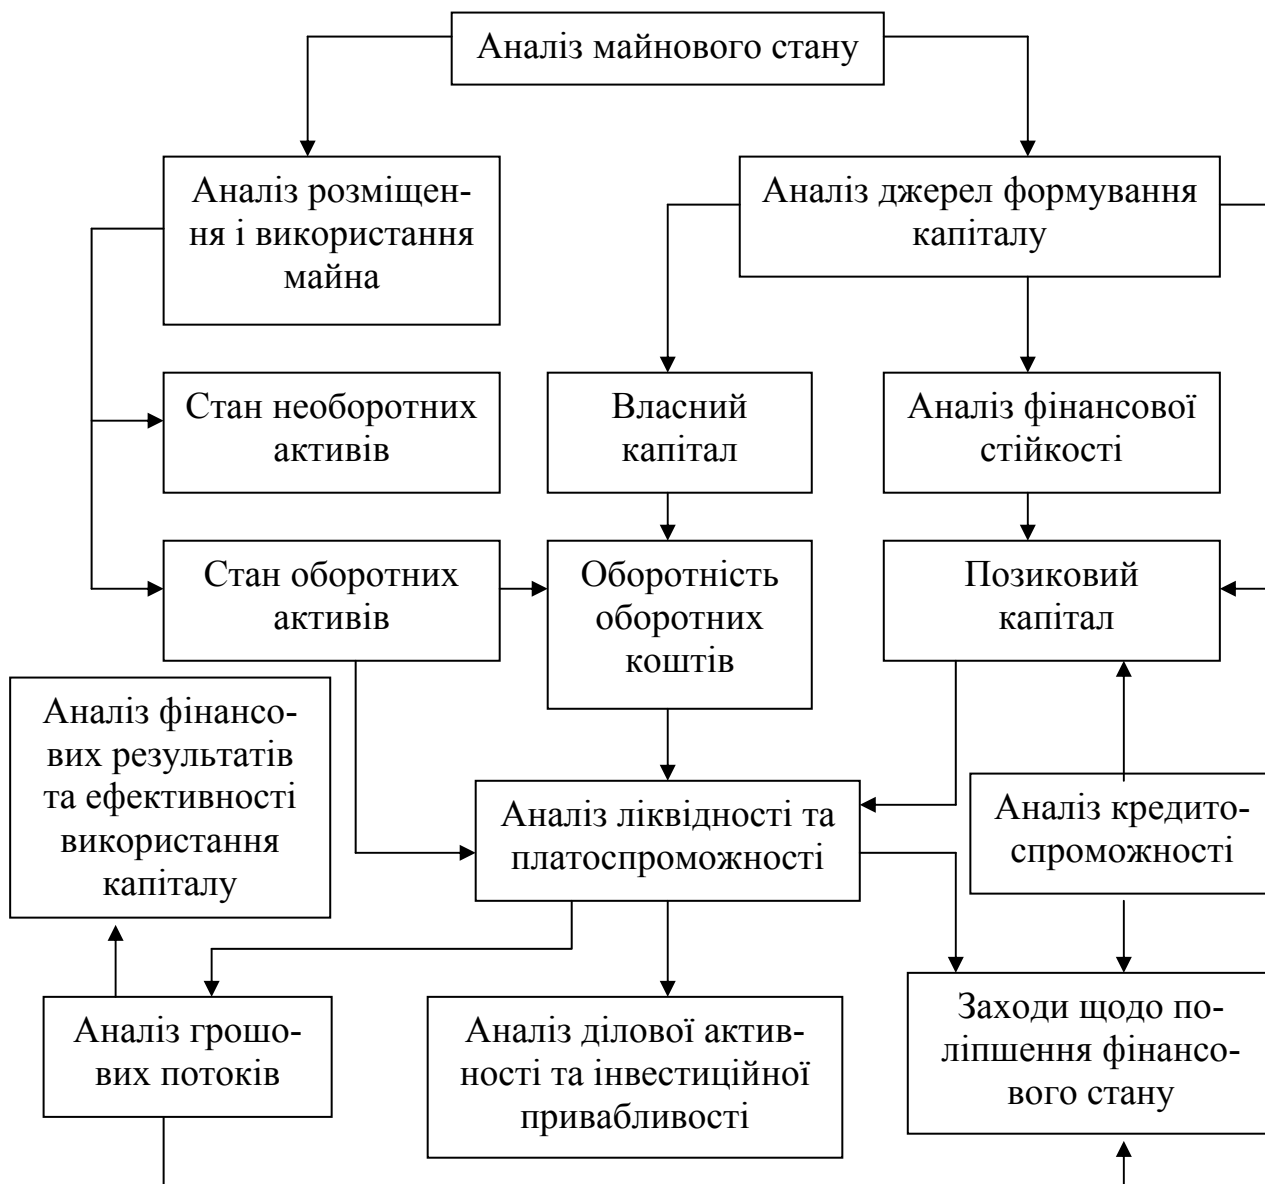 Аналіз майнового стану
Аналіз розміщен-
ня і використання
майна
Аналіз джерел формування
капіталу
Стан необоротних
активів
Власний
капітал
Аналіз фінансової
стійкості
Стан оборотних
активів
Оборотність
оборотних
коштів
Позиковий
капітал
Аналіз фінансо-
вих результатів
та ефективності
використання
капіталу
Аналіз ліквідності та
платоспроможності
Аналіз кредито-
спроможності
Аналіз грошо-
вих потоків
Аналіз ділової актив-
ності та інвестиційної
привабливості
Заходи щодо по-
ліпшення фінансо-
вого стану